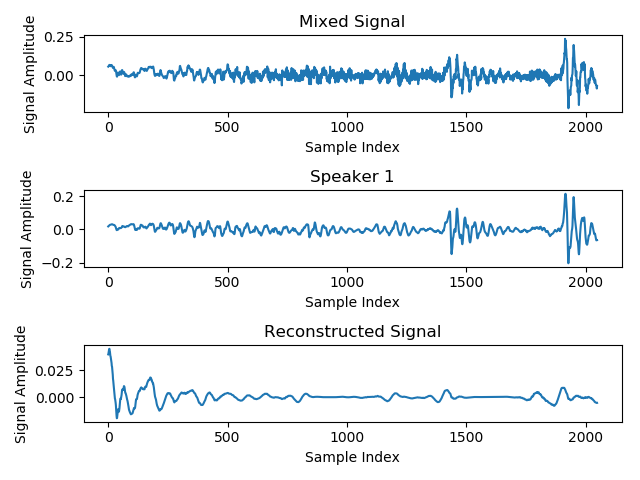 Mixed Signal
Signal Amplitude
0.25
0.00
0 500 1000 1500 2000
Sample Index
Speaker 1
Signal Amplitude
0.2
0.0
−0.2
0 500 1000 1500 2000
Sample Index
Reconstructed Signal
Signal Amplitude
0.025
0.000
0 500 1000 1500 2000
Sample Index